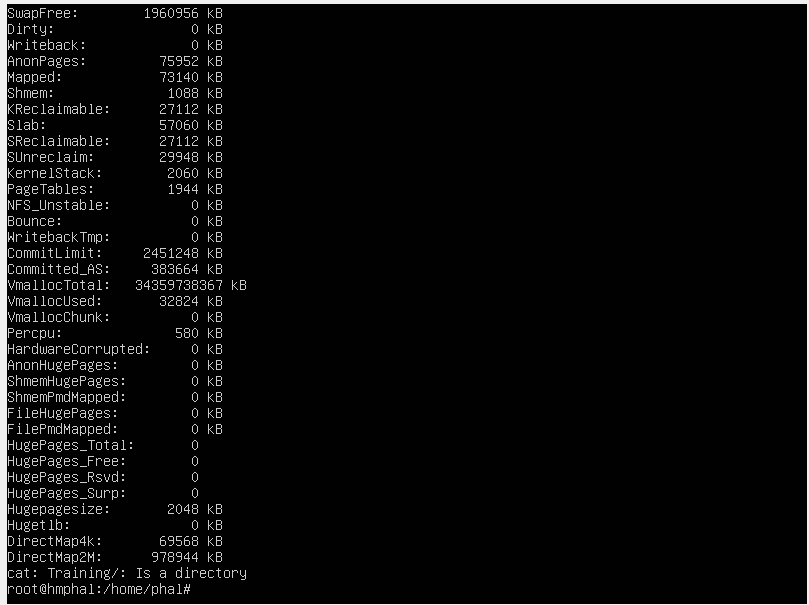 SwapFree:        1960956 kB
Dirty:                 0 kB
Writeback:             0 kB
AnonPages:         75952 kB
Mapped:            73140 kB
Shmem:              1088 kB
KReclaimable:      27112 kB
Slab:              57060 kB
SReclaimable:      27112 kB
SUnreclaim:        29948 kB
KernelStack:        2060 kB
PageTables:         1944 kB
NFS_Unstable:          0 kB
Bounce:                0 kB
WritebackTmp:          0 kB
CommitLimit:     2451248 kB
Committed_AS:     383664 kB
VmallocTotal:   34359738367 kB
VmallocUsed:       32824 kB
VmallocChunk:          0 kB
Percpu:              580 kB
HardwareCorrupted:     0 kB
AnonHugePages:         0 kB
ShmemHugePages:        0 kB
ShmemPmdMapped:        0 kB
FileHugePages:         0 kB
FilePmdMapped:         0 kB
HugePages_Total:       0
HugePages_Free:        0
HugePages_Rsvd:        0
HugePages_Surp:        0
Hugepagesize:       2048 kB
Hugetlb:               0 kB
DirectMap4k:       69568 kB
DirectMap2M:      978944 kB
cat: Training/: Is a directory
root@hmphal:/home/phal#